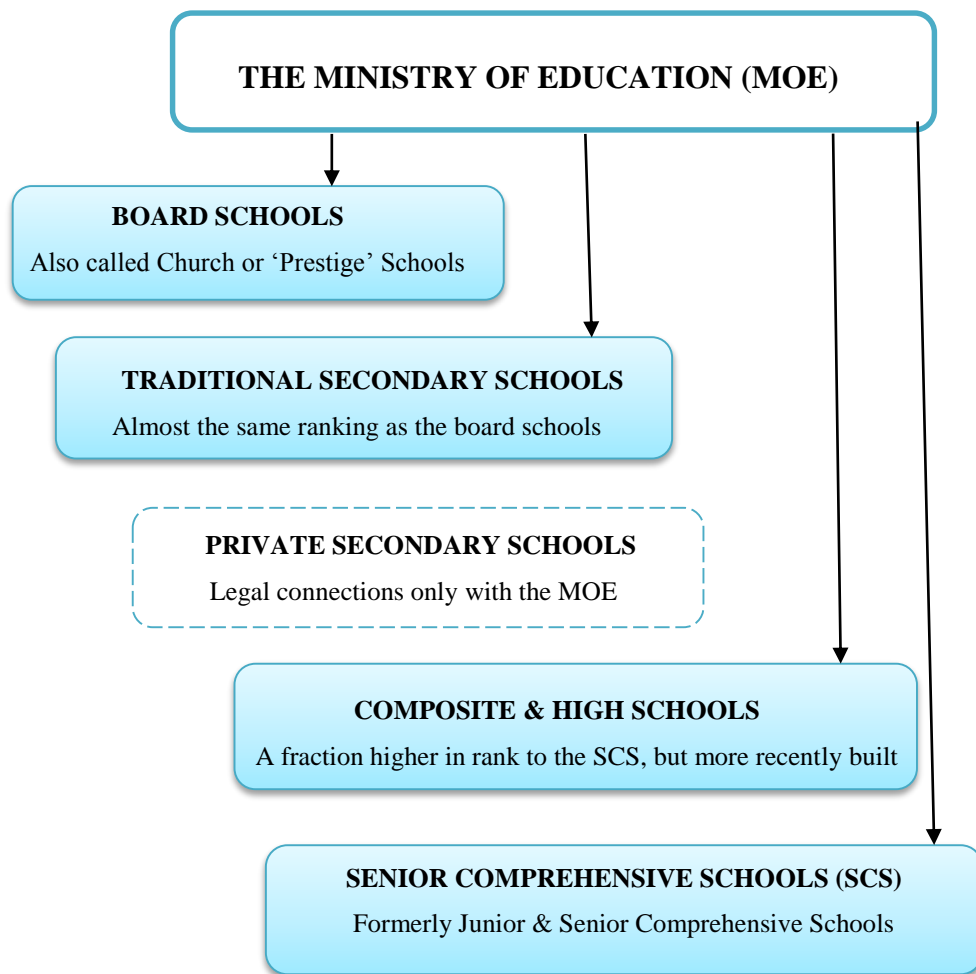 THE MINISTRY OF EDUCATION (MOE)
BOARD SCHOOLS
Also called Church or ‘Prestige’ Schools
TRADITIONAL SECONDARY SCHOOLS
Almost the same ranking as the board schools
PRIVATE SECONDARY SCHOOLS
Legal connections only with the MOE
COMPOSITE & HIGH SCHOOLS
A fraction higher in rank to the SCS, but more recently built
SENIOR COMPREHENSIVE SCHOOLS (SCS)
Formerly Junior & Senior Comprehensive Schools